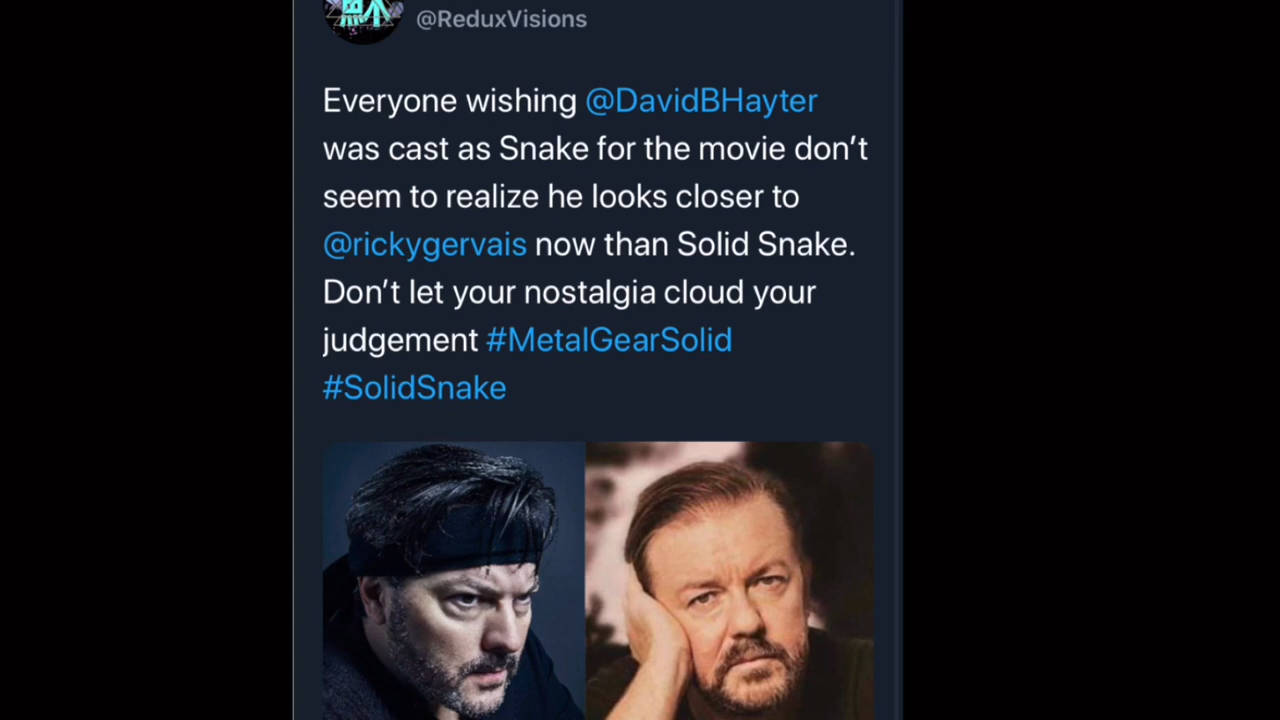 @ReduxVisions
Everyone wishing @DavidBHayter
was cast as Snake for the movie don’t
seem to realize he looks closer to
@rickygervais now than Solid Snake.
Don’t let your nostalgia cloud your
judgement #MetalGearSolid
#SolidSnake